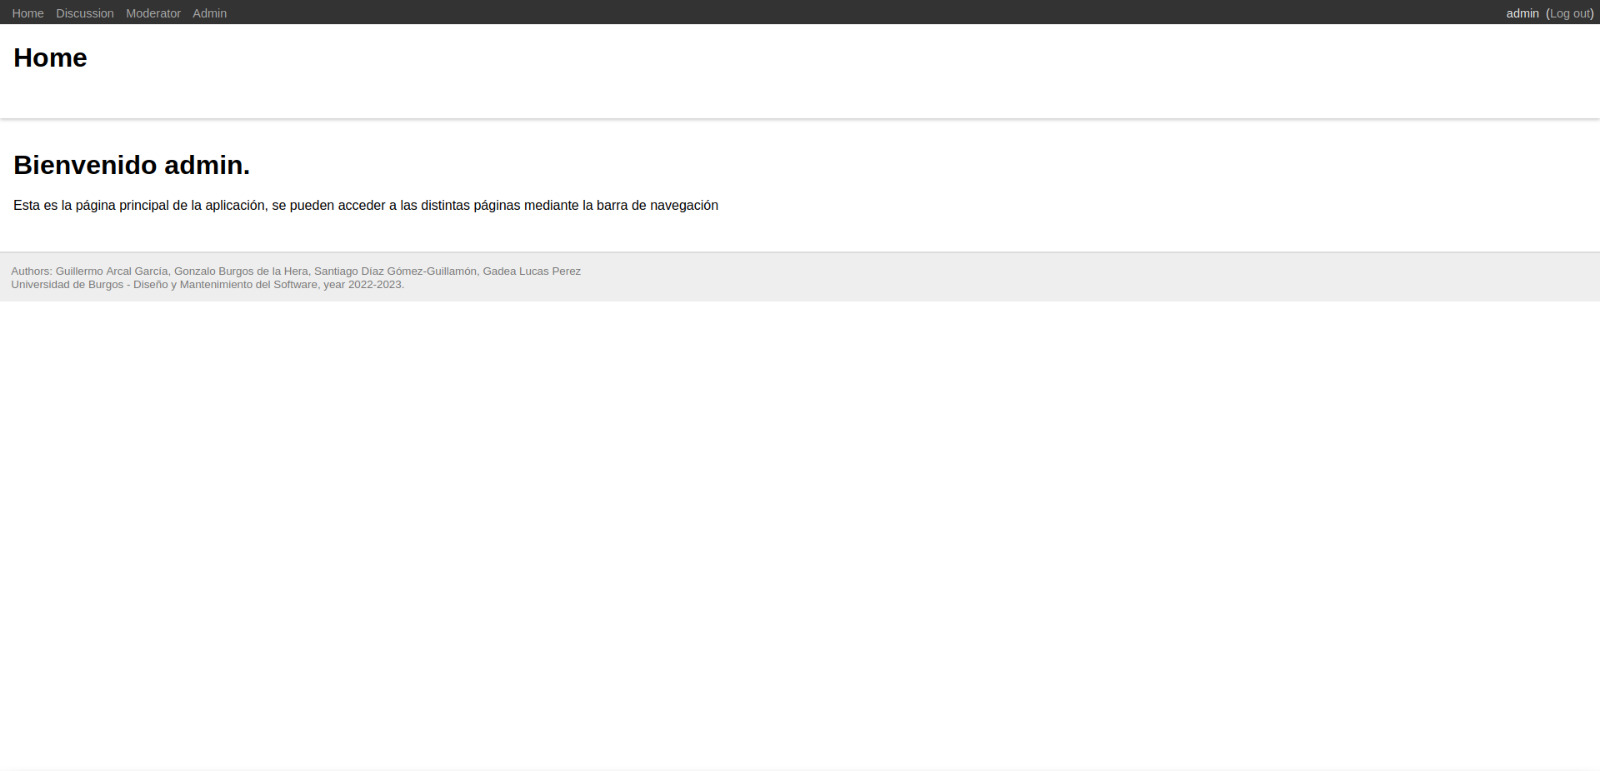 Home Discussion Moderator Admin admin (Log out)
Home
Bienvenido admin.
Esta es la página principal de la aplicación, se pueden acceder a las distintas páginas mediante la barra de navegación
Authors: Guillermo Arcal García, Gonzalo Burgos de la Hera, Santiago Díaz Gómez-Guillamón, Gadea Lucas Perez
Universidad de Burgos - Diseño y Mantenimiento del Software, year 2022-2023.